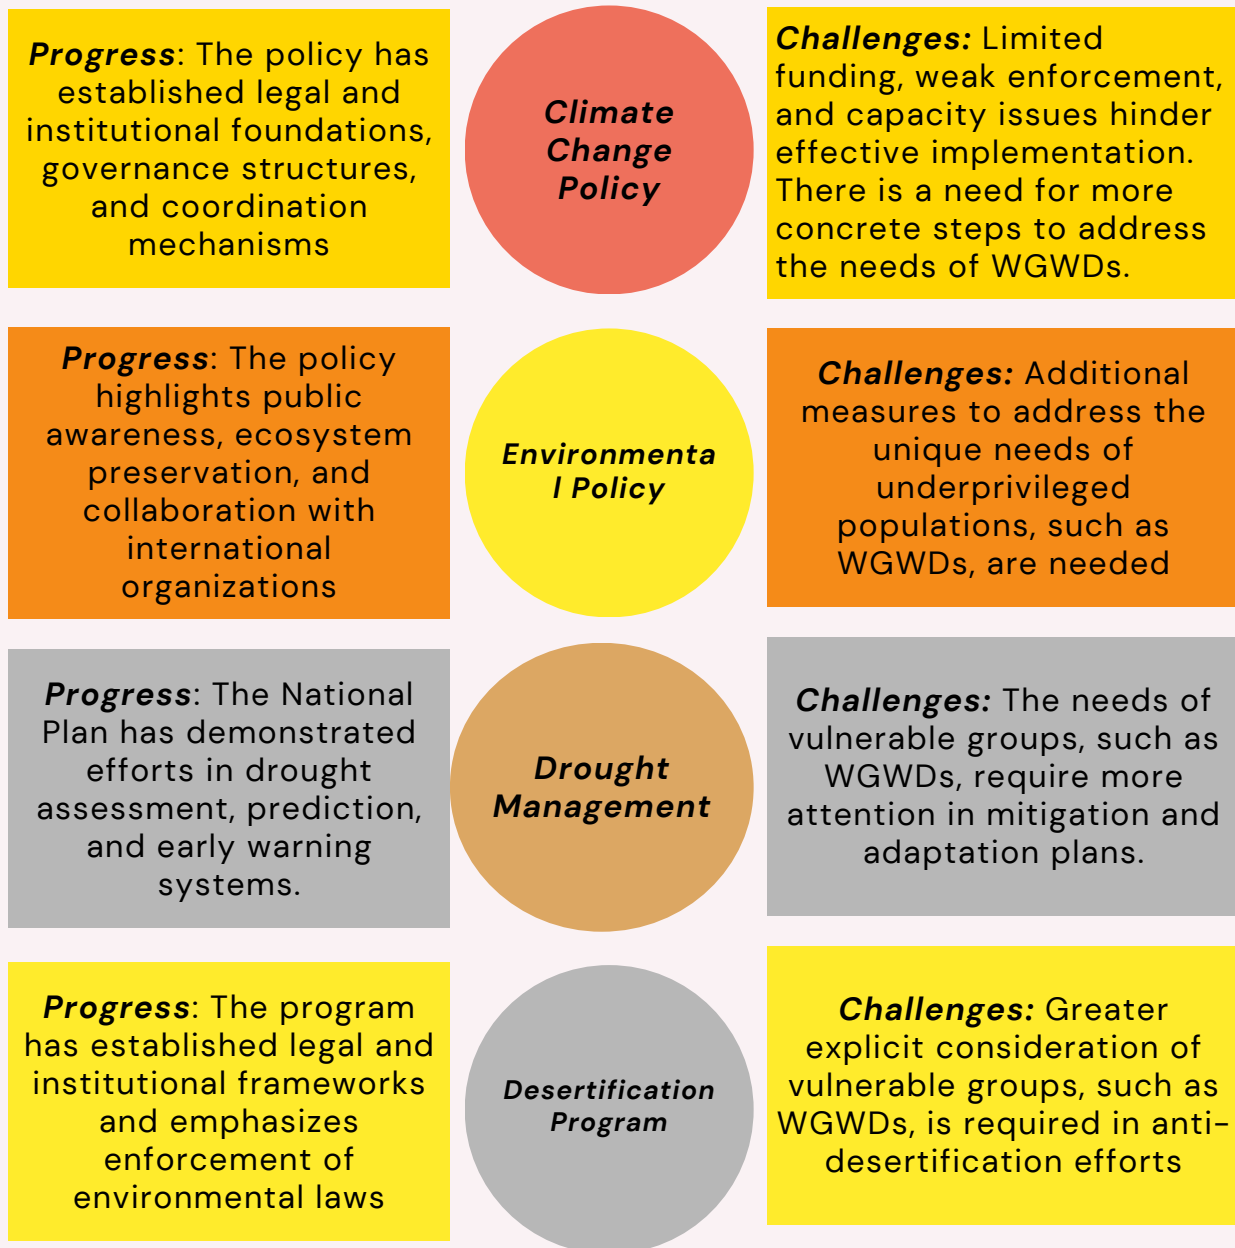 Progress: The policy has
established legal and
institutional foundations,
governance structures,
and coordination
mechanisms
Climate
Change
Policy
Challenges: Limited
funding, weak enforcement,
and capacity issues hinder
effective implementation.
There is a need for more
concrete steps to address
the needs of WGWDs.
Progress: The policy
highlights public
awareness, ecosystem
preservation, and
collaboration with
international
organizations
Environmenta
l Policy
Challenges: Additional
measures to address the
unique needs of
underprivileged
populations, such as
WGWDs, are needed
Progress: The National
Plan has demonstrated
efforts in drought
assessment, prediction,
and early warning
systems.
Drought
Management
Challenges: The needs of
vulnerable groups, such as
WGWDs, require more
attention in mitigation and
adaptation plans.
Progress: The program
has established legal and
institutional frameworks
and emphasizes
enforcement of
environmental laws
Desertification
Program
Challenges: Greater
explicit consideration of
vulnerable groups, such as
WGWDs, is required in anti-
desertification efforts